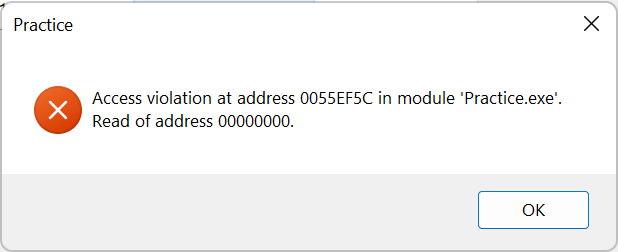 Practice
Access violation at address 0055EF5C in module 'Practice.exe'.
Read of address 00000000.
OK